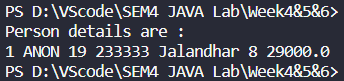 PS D:\VScode\SEM4 JAVA Lab\Week4&5&6>
Person details are :
1 ANON 19 233333 Jalandhar 8 29000.0
PS D:\VScode\SEM4 JAVA Lab\Week4&5&6>